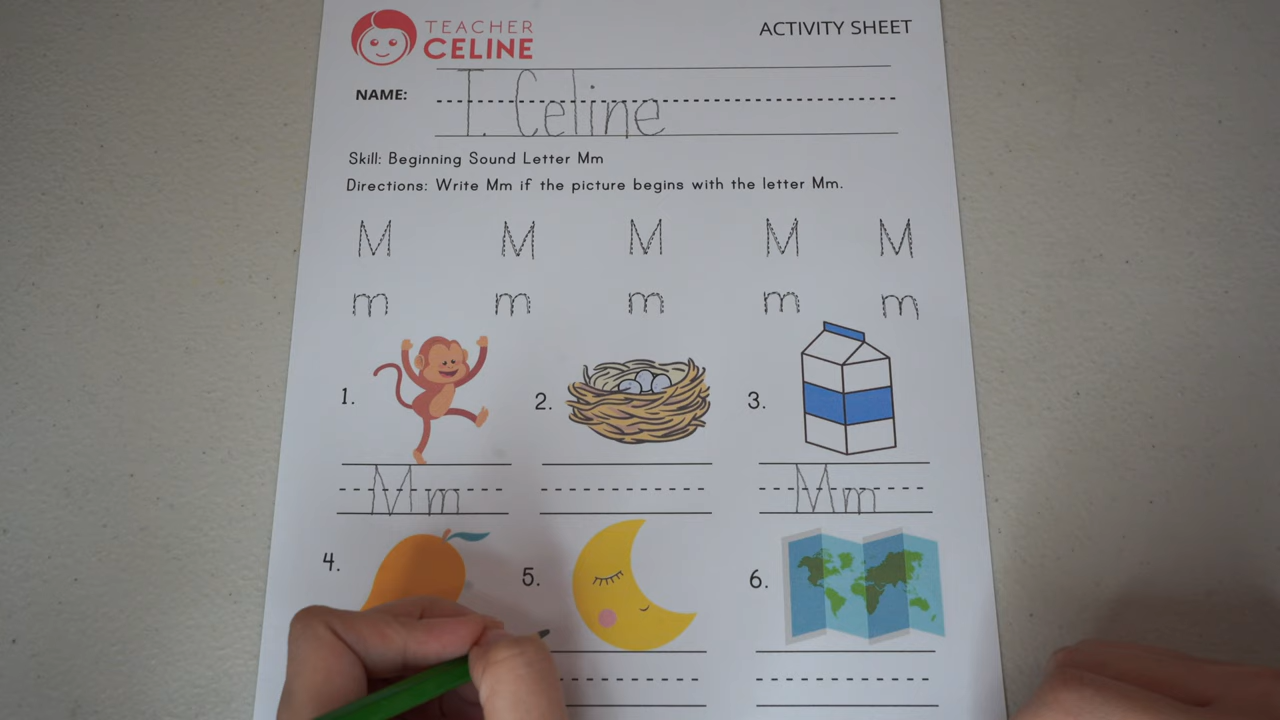 TEACHER
CELINE
ACTIVITY SHEET
NAME: T. Celine
Skill: Beginning Sound Letter Mm
Directions: Write Mm if the picture begins with the letter Mm.
M M M M M
m m m m m
1. 2. 3.
Mm Mm
4. 5. 6.